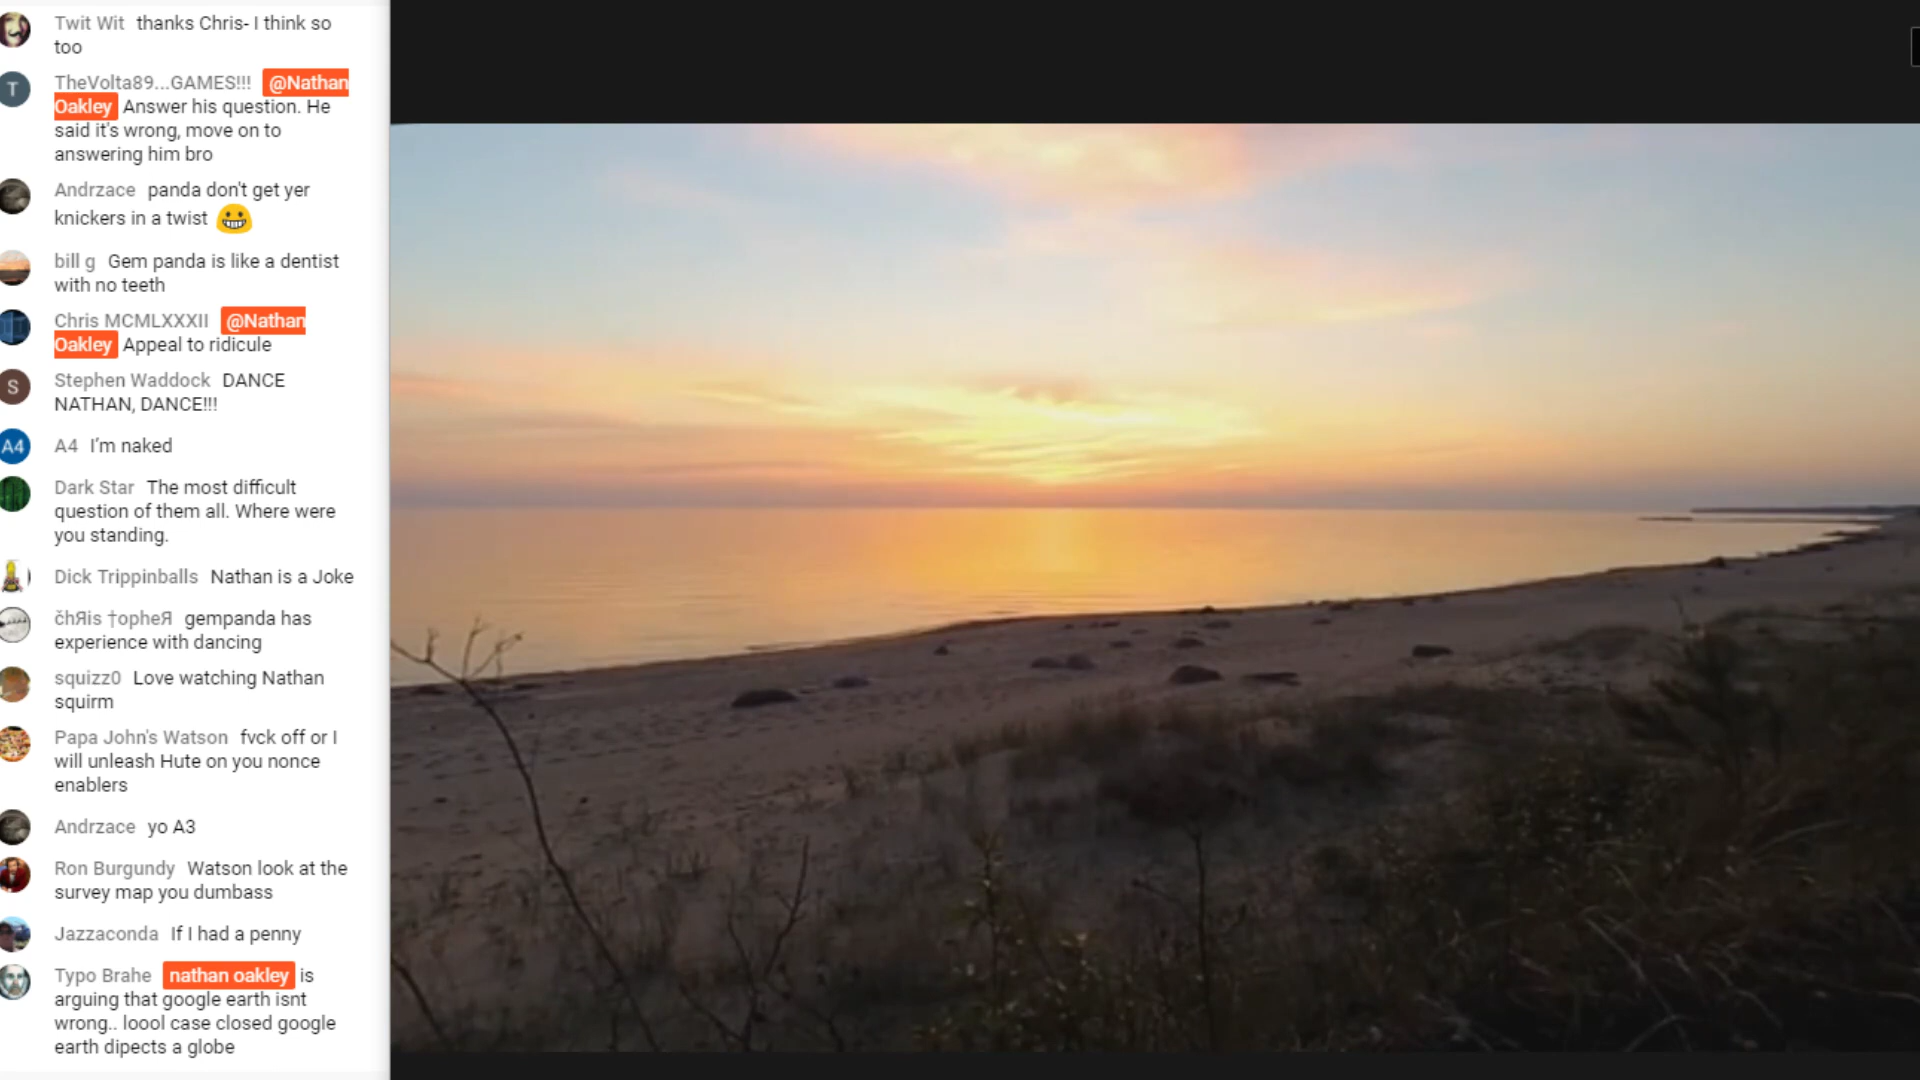 Twit Wit thanks Chris- I think so
too
T
TheVolta89...GAMES!!! @Nathan
Oakley Answer his question. He
said it's wrong, move on to
answering him bro
Andrzace panda don't get yer
knickers in a twist 😀
bill g Gem panda is like a dentist
with no teeth
Chris MCMLXXXII @Nathan
Oakley Appeal to ridicule
S
Stephen Waddock DANCE
NATHAN, DANCE!!!
A4
A4 I'm naked
Dark Star The most difficult
question of them all. Where were
you standing.
Dick Trippinballs Nathan is a Joke
čhЯis †opheЯ gempanda has
experience with dancing
squizz0 Love watching Nathan
squirm
Papa John's Watson fvck off or I
will unleash Hute on you nonce
enablers
Andrzace yo A3
Ron Burgundy Watson look at the
survey map you dumbass
Jazzaconda If I had a penny
Typo Brahe nathan oakley is
arguing that google earth isnt
wrong.. loool case closed google
earth dipects a globe